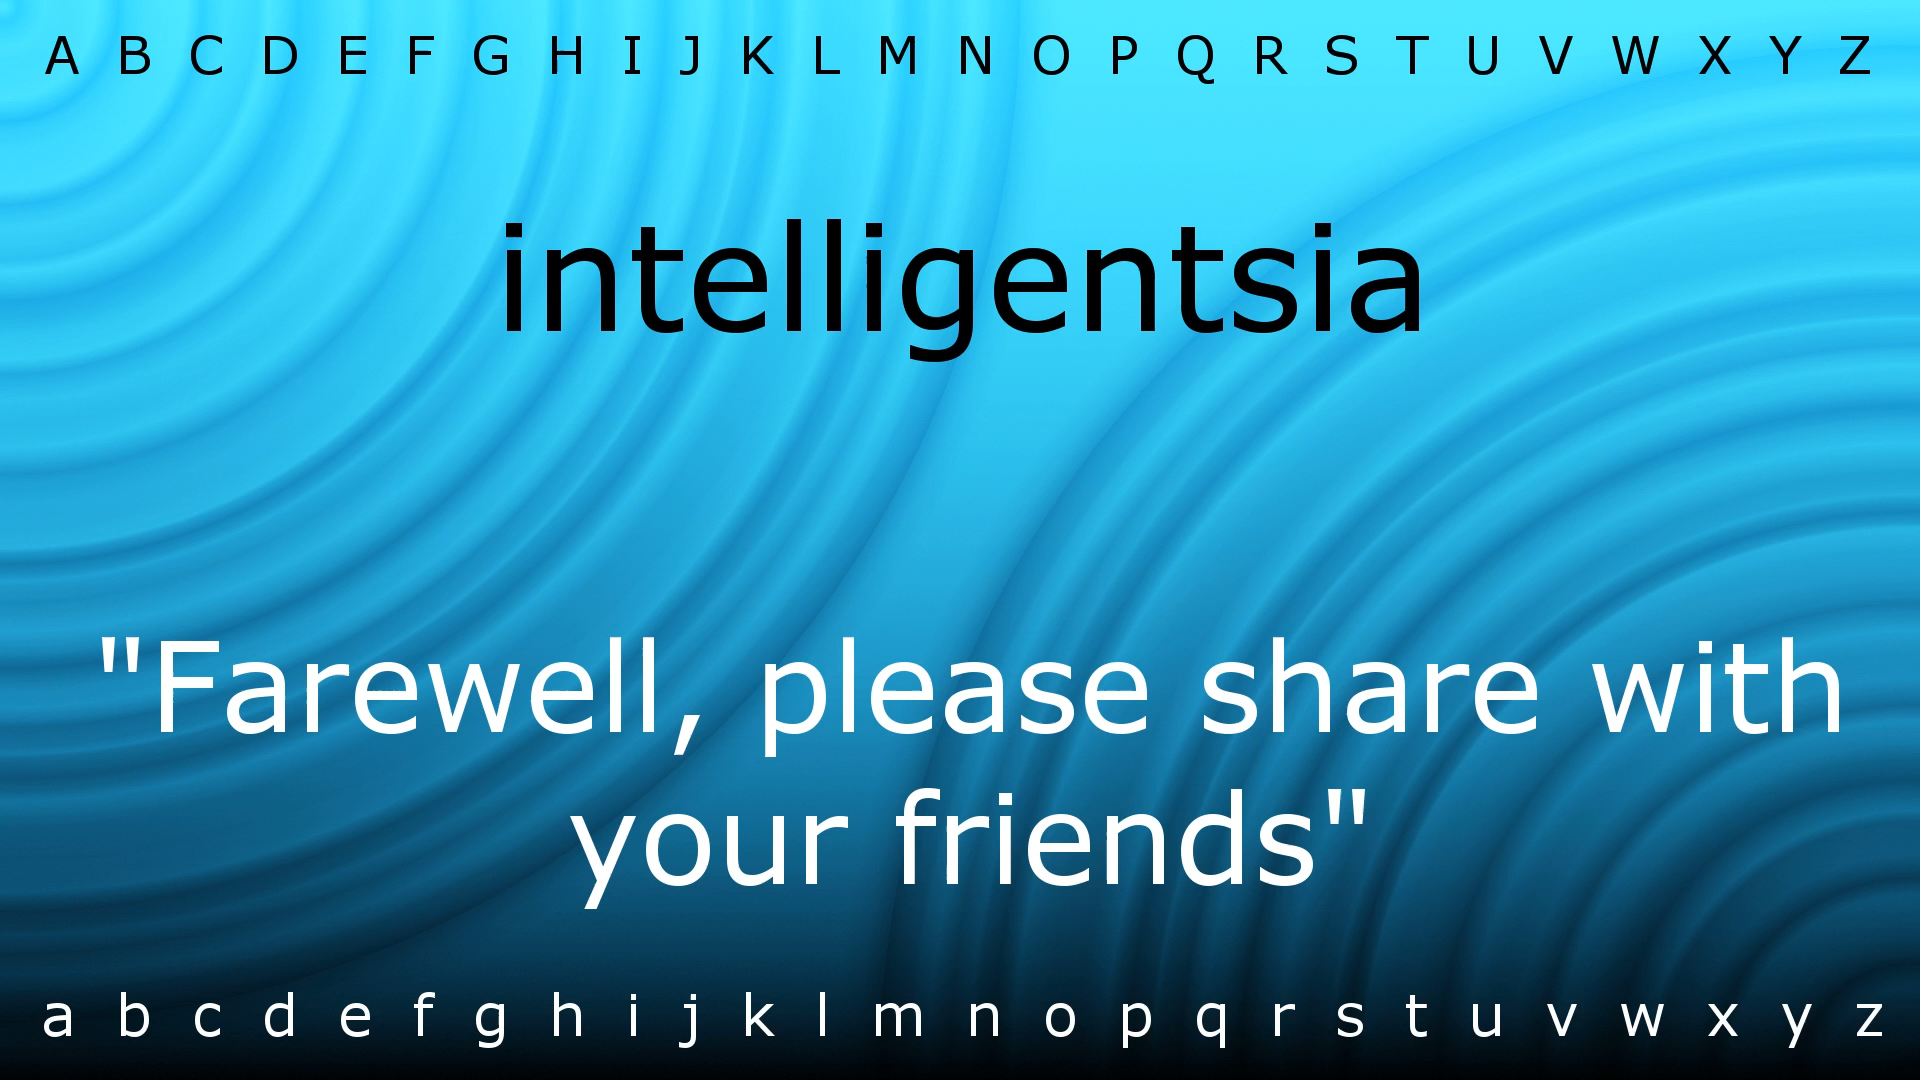 A B C D E F G H I J K L M N O P Q R S T U V W X Y Z
intelligentsia
"Farewell, please share with
your friends"
a b c d e f g h i j k l m n o p q r s t u v w x y z